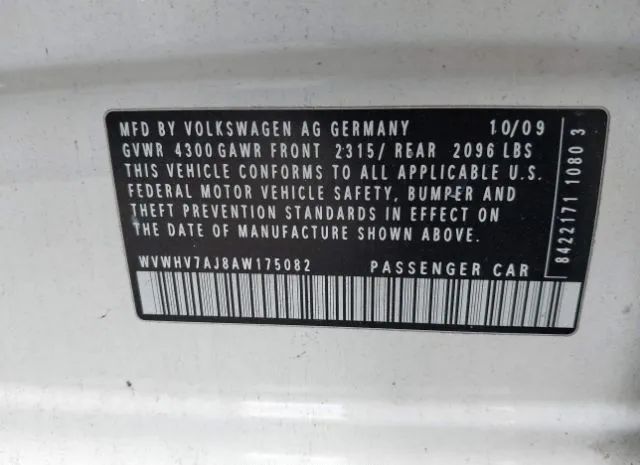 MFD BY VOLKSWAGEN AG GERMANY 10/09
GVWR 4300 GAWR FRONT 2315/ REAR 2096 LBS
THIS VEHICLE CONFORMS TO ALL APPLICABLE U.S.
FEDERAL MOTOR VEHICLE SAFETY, BUMPER AND
THEFT PREVENTION STANDARDS IN EFFECT ON
THE DATE OF MANUFACTURE SHOWN ABOVE.
WVWHV7AJ8AW175082 PASSENGER CAR
8422171 1080 3